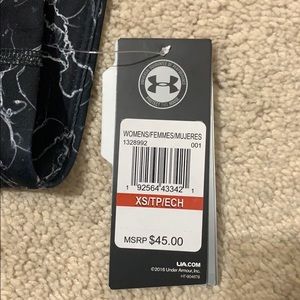 WOMENS/FEMMES/MUJERES
1328992 001
1 92564 43342 1
XS/TP/ECH
MSRP $45.00
UA.COM
©2016 Under Armour, Inc.